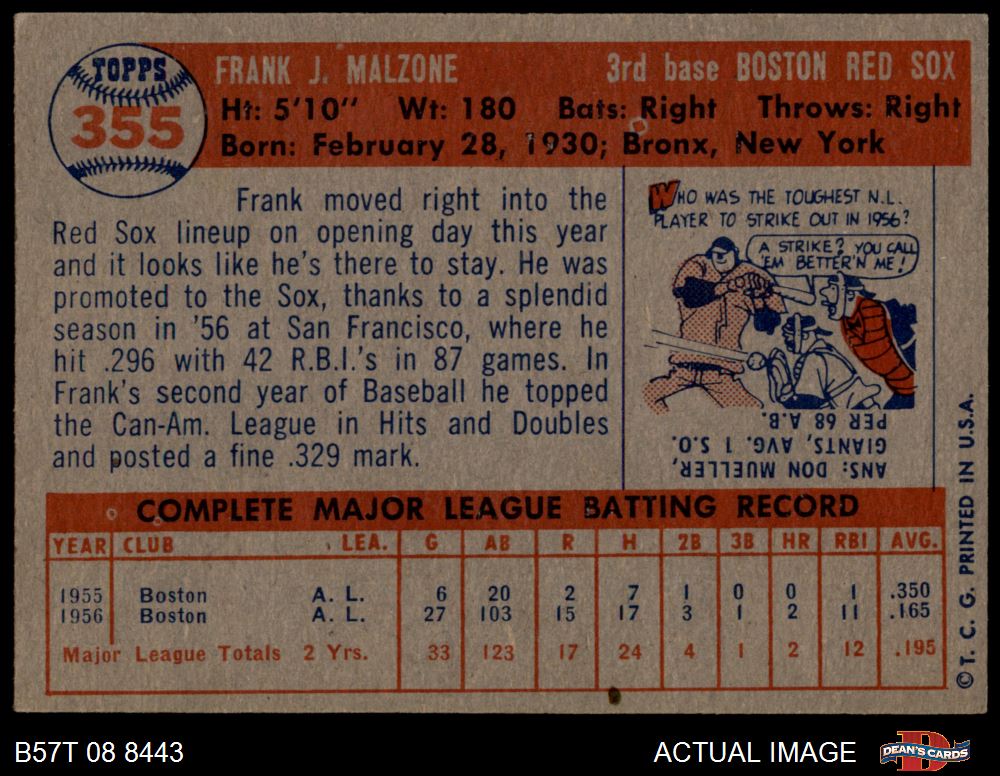 TOPPS
355
FRANK J. MALZONE 3rd base BOSTON RED SOX
Ht: 5'10" Wt: 180 Bats: Right Throws: Right
Born: February 28, 1930; Bronx, New York
Frank moved right into the
Red Sox lineup on opening day this year
and it looks like he's there to stay. He was
promoted to the Sox, thanks to a splendid
season in '56 at San Francisco, where he
hit .296 with 42 R.B.I.'s in 87 games. In
Frank's second year of Baseball he topped
the Can-Am. League in Hits and Doubles
and posted a fine .329 mark.
WHO WAS THE TOUGHEST N.L.
PLAYER TO STRIKE OUT IN 1956?
A STRIKE? YOU CALL
'EM BETTER'N ME!
ANS: DON MUELLER,
GIANTS, AVG. 1 S.O.
PER 68 A.B.
COMPLETE MAJOR LEAGUE BATTING RECORD
YEAR CLUB LEA. G AB R H 2B 3B HR RBI AVG.
1955 Boston A. L. 6 20 2 7 1 0 0 1 .350
1956 Boston A. L. 27 103 15 17 3 1 2 11 .165
Major League Totals 2 Yrs. 33 123 17 24 4 1 2 12 .195
© T. C. G. PRINTED IN U.S.A.
B57T 08 8443 ACTUAL IMAGE DEAN'S CARDS